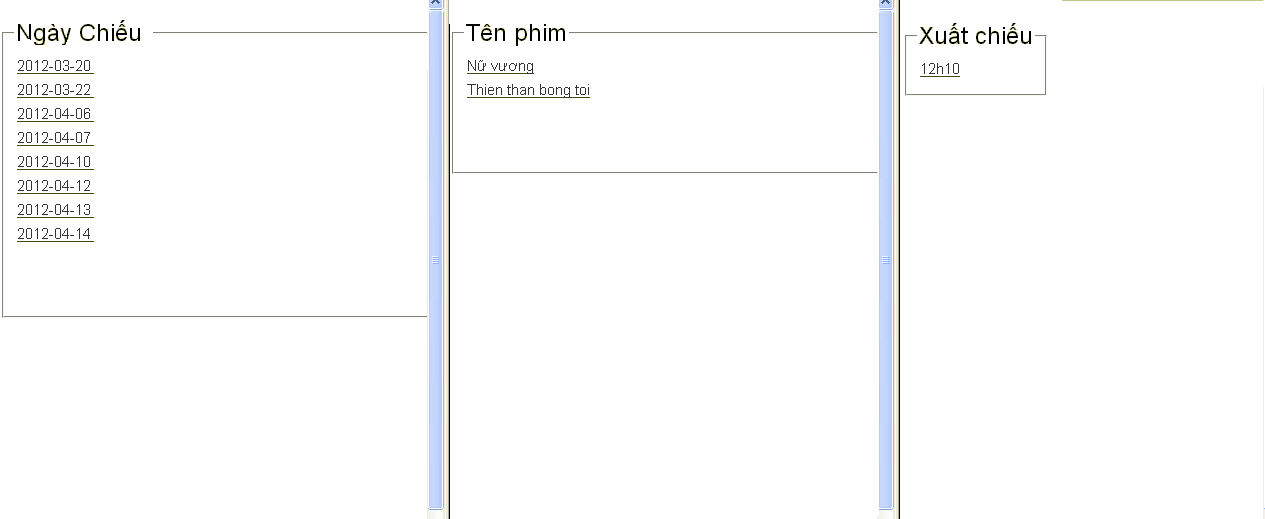 Ngày Chiếu
2012-03-20
2012-03-22
2012-04-06
2012-04-07
2012-04-10
2012-04-12
2012-04-13
2012-04-14
Tên phim
Nữ vương
Thien than bong toi
Xuất chiếu
12h10